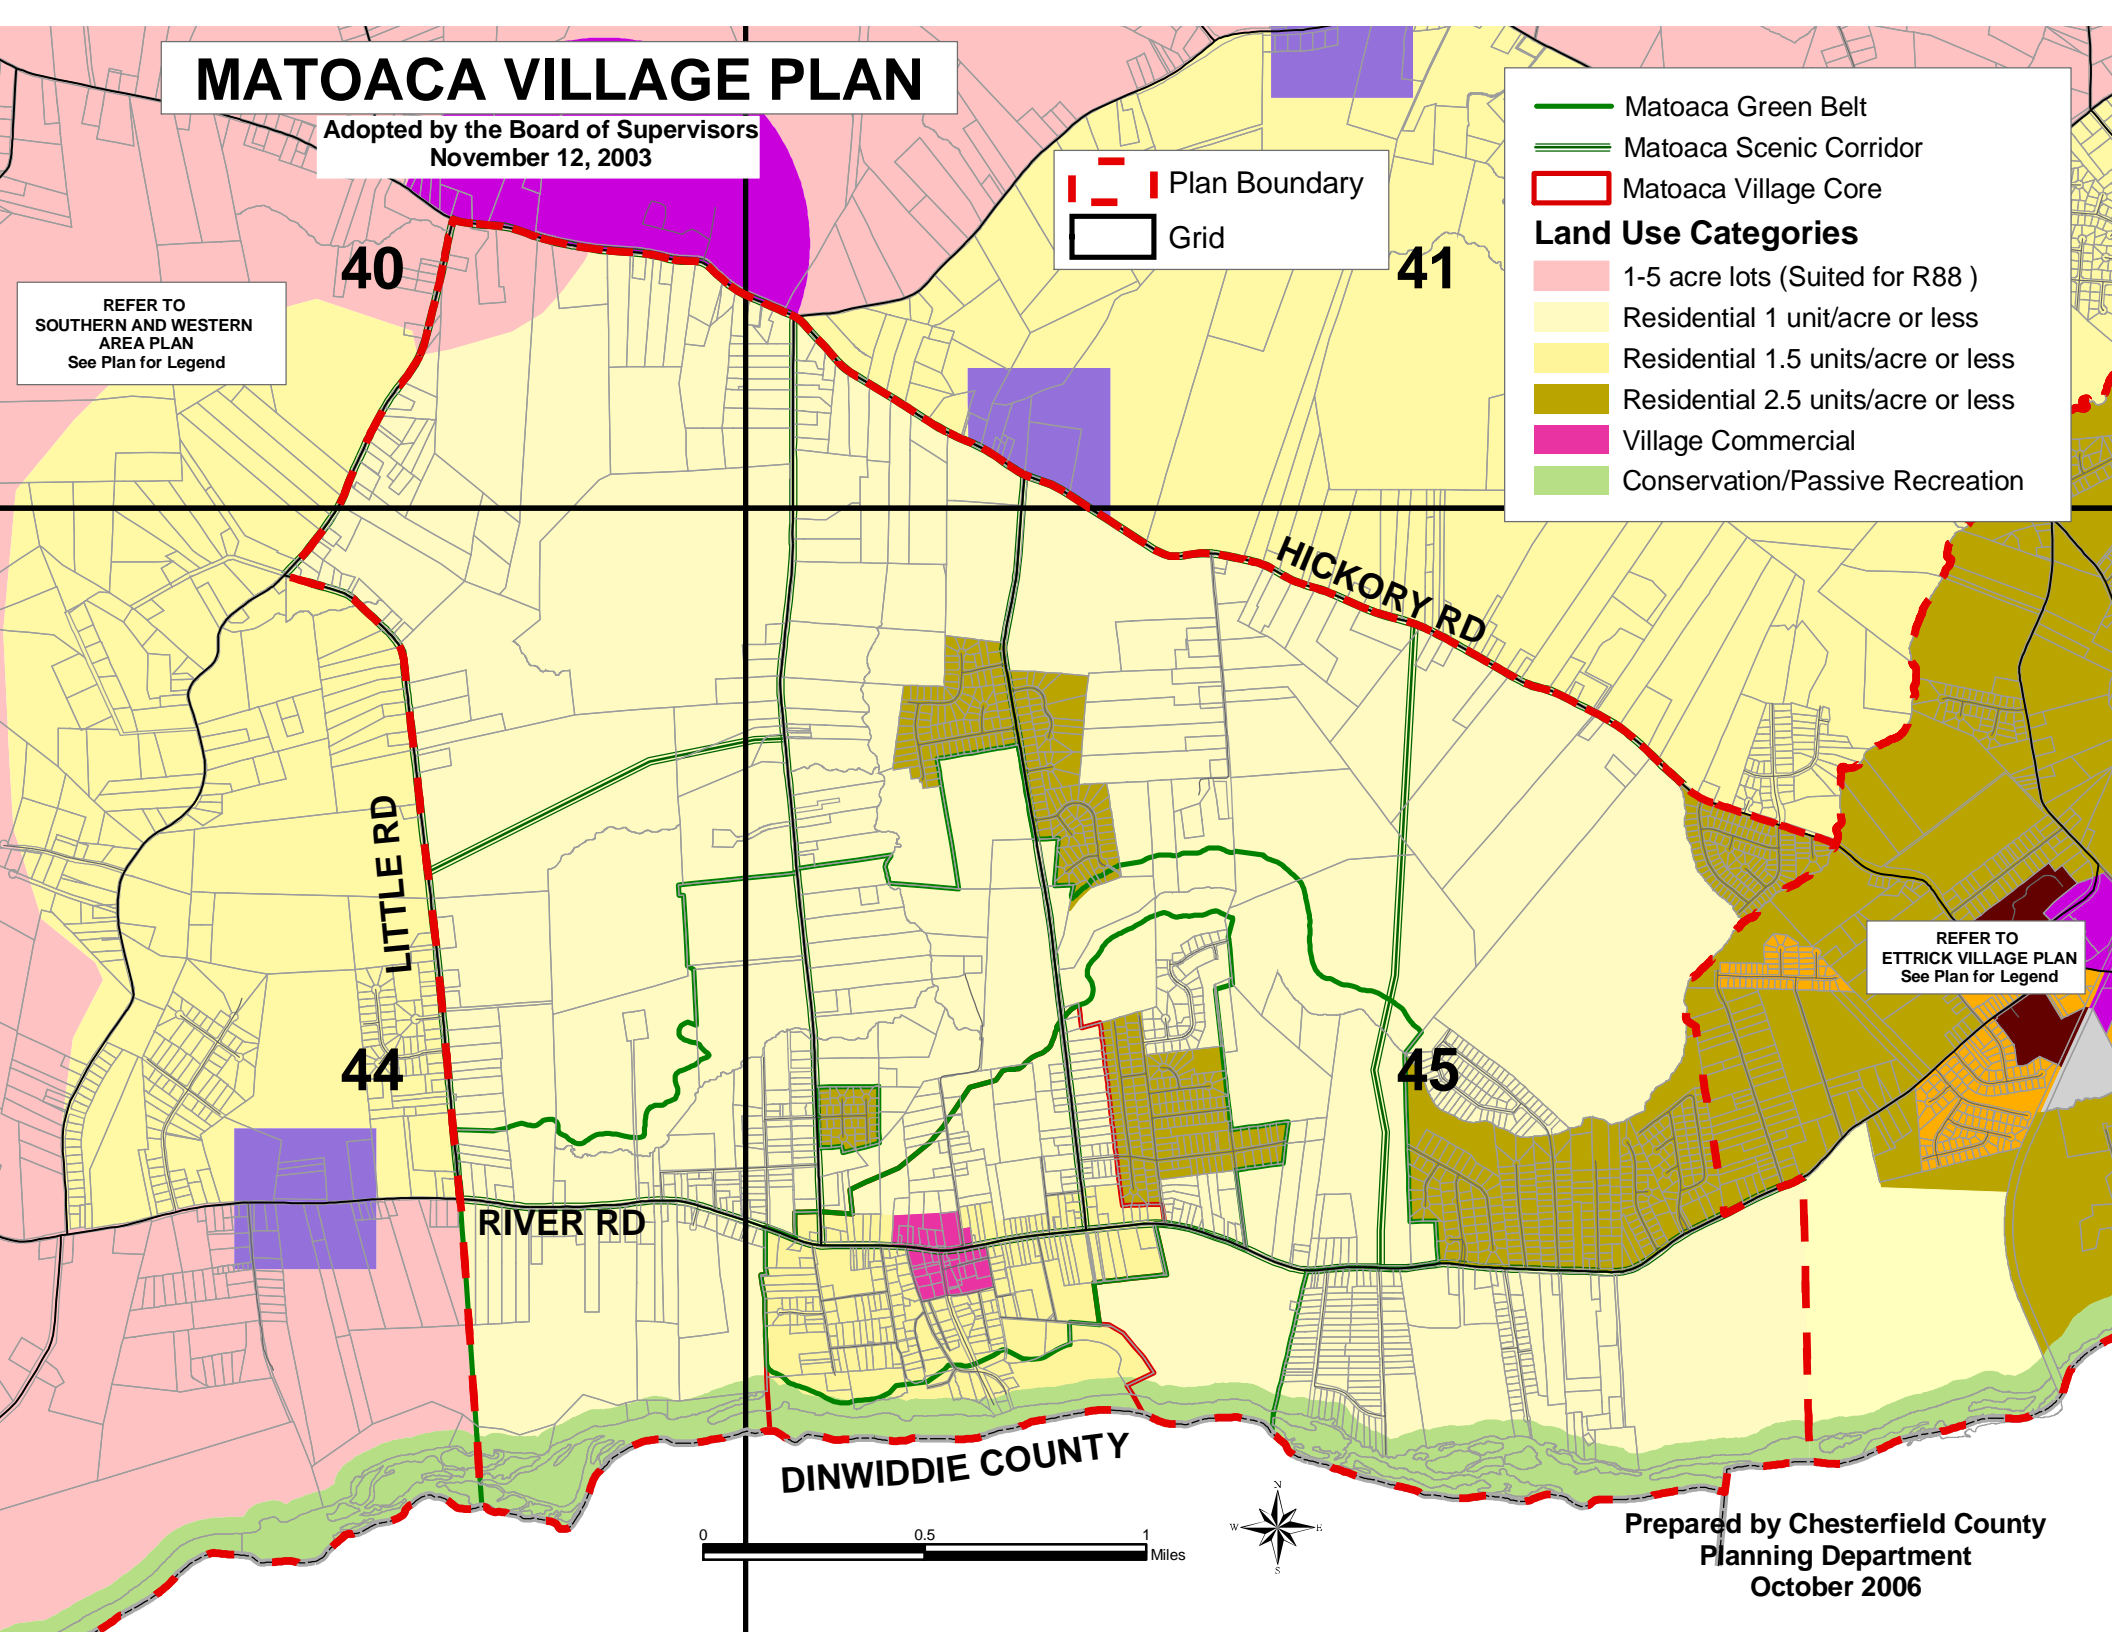 MATOACA VILLAGE PLAN
Adopted by the Board of Supervisors
November 12, 2003
Plan Boundary
Grid
Matoaca Green Belt
Matoaca Scenic Corridor
Matoaca Village Core
Land Use Categories
1-5 acre lots (Suited for R88 )
Residential 1 unit/acre or less
Residential 1.5 units/acre or less
Residential 2.5 units/acre or less
Village Commercial
Conservation/Passive Recreation
40
41
REFER TO
SOUTHERN AND WESTERN
AREA PLAN
See Plan for Legend
HICKORY RD
LITTLE RD
REFER TO
ETTRICK VILLAGE PLAN
See Plan for Legend
44
45
RIVER RD
DINWIDDIE COUNTY
0 0.5 1
Miles
N
W E
S
Prepared by Chesterfield County
Planning Department
October 2006